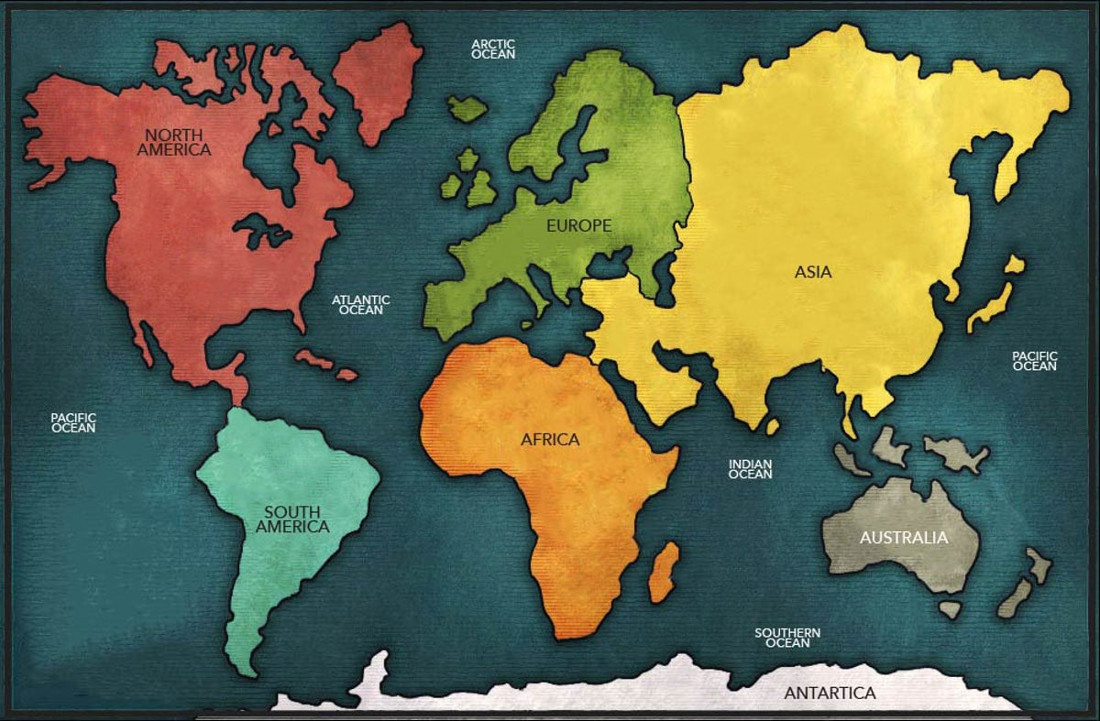 ARCTIC
OCEAN
NORTH
AMERICA
EUROPE
ASIA
ATLANTIC
OCEAN
PACIFIC
OCEAN
PACIFIC
OCEAN
AFRICA
INDIAN
OCEAN
SOUTH
AMERICA
AUSTRALIA
SOUTHERN
OCEAN
ANTARTICA